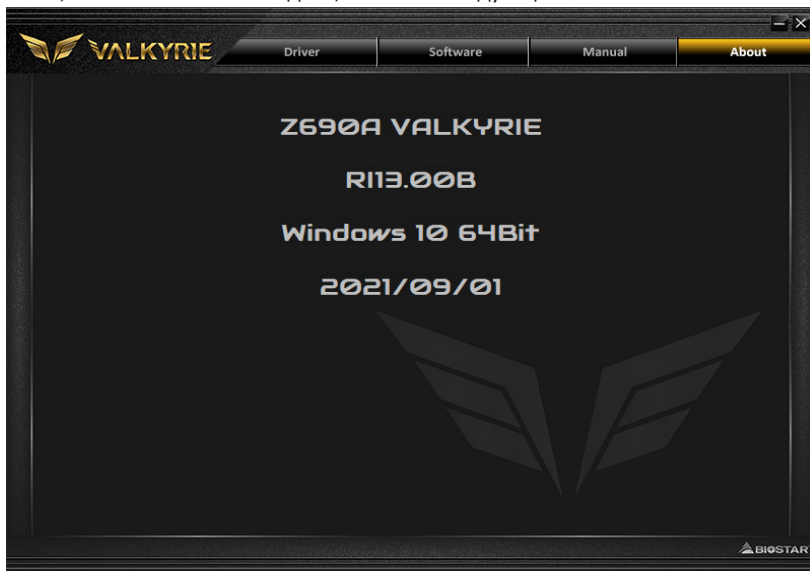 VALKYRIE
Driver Software Manual About
Z690A VALKYRIE
RI13.00B
Windows 10 64Bit
2021/09/01
BIOSTAR